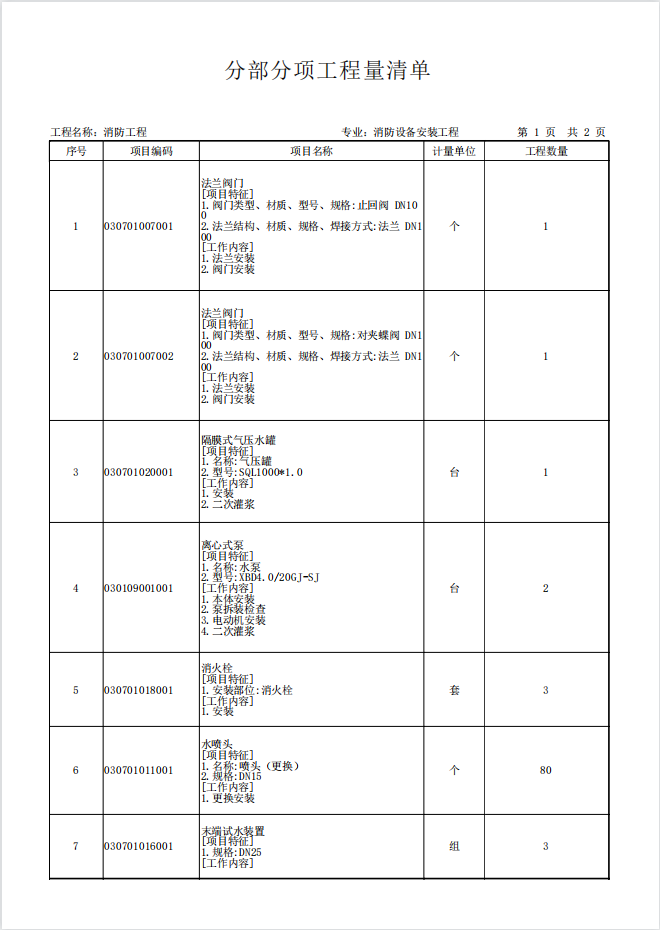 分部分项工程量清单
工程名称：消防工程 专业：消防设备安装工程 第 1 页 共 2 页
序号 项目编码 项目名称 计量单位 工程数量
1 030701007001 个 1
法兰阀门
[项目特征]
1.阀门类型、材质、型号、规格:止回阀 DN10
0
2.法兰结构、材质、规格、焊接方式:法兰 DN1
00
[工作内容]
1.法兰安装
2.阀门安装
2 030701007002 个 1
法兰阀门
[项目特征]
1.阀门类型、材质、型号、规格:对夹蝶阀 DN1
00
2.法兰结构、材质、规格、焊接方式:法兰 DN1
00
[工作内容]
1.法兰安装
2.阀门安装
3 030701020001 台 1
隔膜式气压水罐
[项目特征]
1.名称:气压罐
2.型号:SQL1000*1.0
[工作内容]
1.安装
2.二次灌浆
4 030109001001 台 2
离心式泵
[项目特征]
1.名称:水泵
2.型号:XBD4.0/20GJ-SJ
[工作内容]
1.本体安装
2.泵拆装检查
3.电动机安装
4.二次灌浆
5 030701018001 套 3
消火栓
[项目特征]
1.安装部位:消火栓
[工作内容]
1.安装
6 030701011001 个 80
水喷头
[项目特征]
1.名称:喷头（更换）
2.规格:DN15
[工作内容]
1.更换安装
7 030701016001 组 3
末端试水装置
[项目特征]
1.规格:DN25
[工作内容]